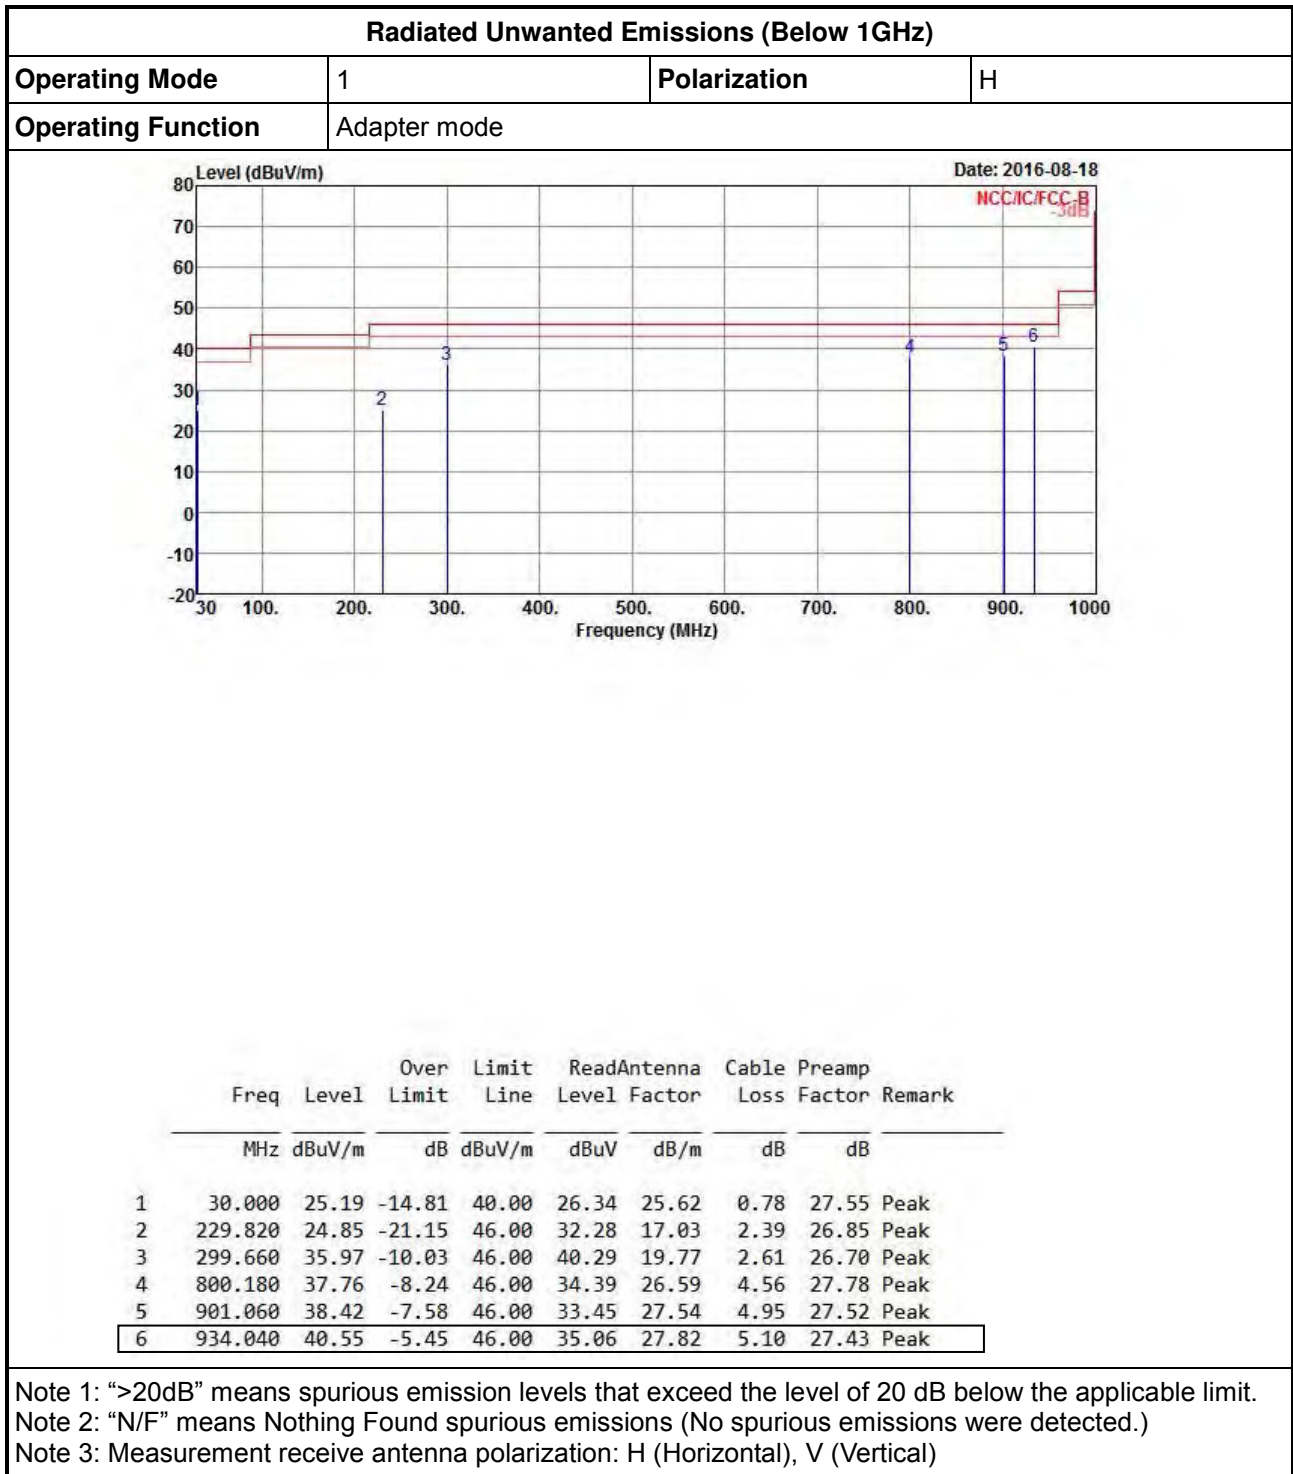 Radiated Unwanted Emissions (Below 1GHz)
Operating Mode 1 Polarization H
Operating Function Adapter mode
Level (dBuV/m) Date: 2016-08-18
NCC/IC/FCC-B
-3dB
80
70
60
50
40
30
20
10
0
-10
-20
2
3
4
5
6
30 100. 200. 300. 400. 500. 600. 700. 800. 900. 1000
Frequency (MHz)
Over Limit ReadAntenna Cable Preamp
Freq Level Limit Line Level Factor Loss Factor Remark
MHz dBuV/m dB dBuV/m dBuV dB/m dB dB
1 30.000 25.19 -14.81 40.00 26.34 25.62 0.78 27.55 Peak
2 229.820 24.85 -21.15 46.00 32.28 17.03 2.39 26.85 Peak
3 299.660 35.97 -10.03 46.00 40.29 19.77 2.61 26.70 Peak
4 800.180 37.76 -8.24 46.00 34.39 26.59 4.56 27.78 Peak
5 901.060 38.42 -7.58 46.00 33.45 27.54 4.95 27.52 Peak
6 934.040 40.55 -5.45 46.00 35.06 27.82 5.10 27.43 Peak
Note 1: “>20dB” means spurious emission levels that exceed the level of 20 dB below the applicable limit.
Note 2: “N/F” means Nothing Found spurious emissions (No spurious emissions were detected.)
Note 3: Measurement receive antenna polarization: H (Horizontal), V (Vertical)